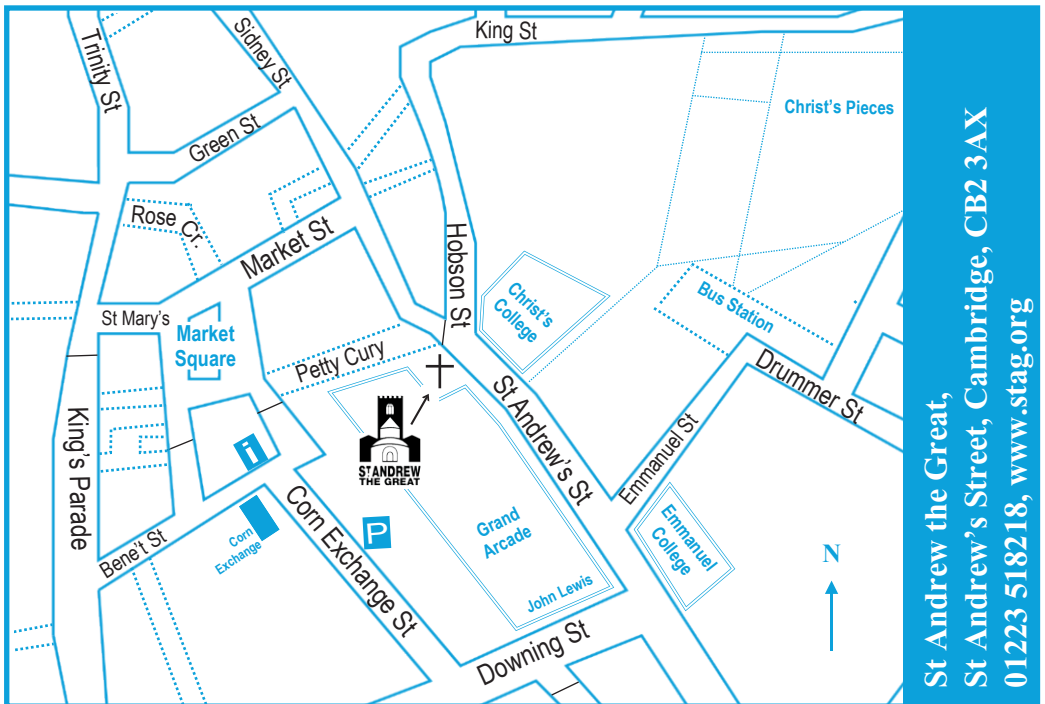 King St
Trinity St
Sidney St
Christ's Pieces
Green St
Rose Cr.
Market St
Hobson St
Christ's
College
Bus Station
St Mary's
Market
Square
Petty Cury
Drummer St
St Andrew's St
ST ANDREW
THE GREAT
King's Parade
Emmanuel St
i
Corn Exchange St
P
Grand
Arcade
Emmanuel
College
Bene't St
Corn
Exchange
N
John Lewis
Downing St
St Andrew the Great,
St Andrew's Street, Cambridge, CB2 3AX
01223 518218, www.stag.org